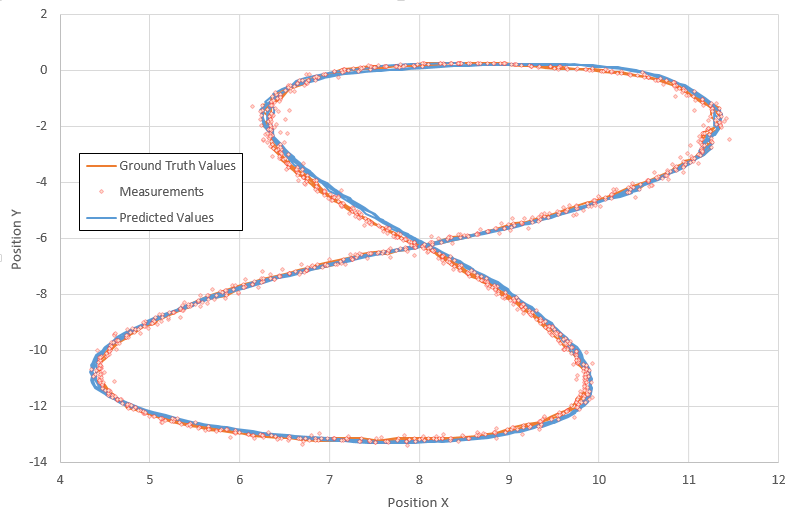 2
0
-2
-4
-6
-8
-10
-12
-14
Position Y
Ground Truth Values
Measurements
Predicted Values
4 5 6 7 8 9 10 11 12
Position X